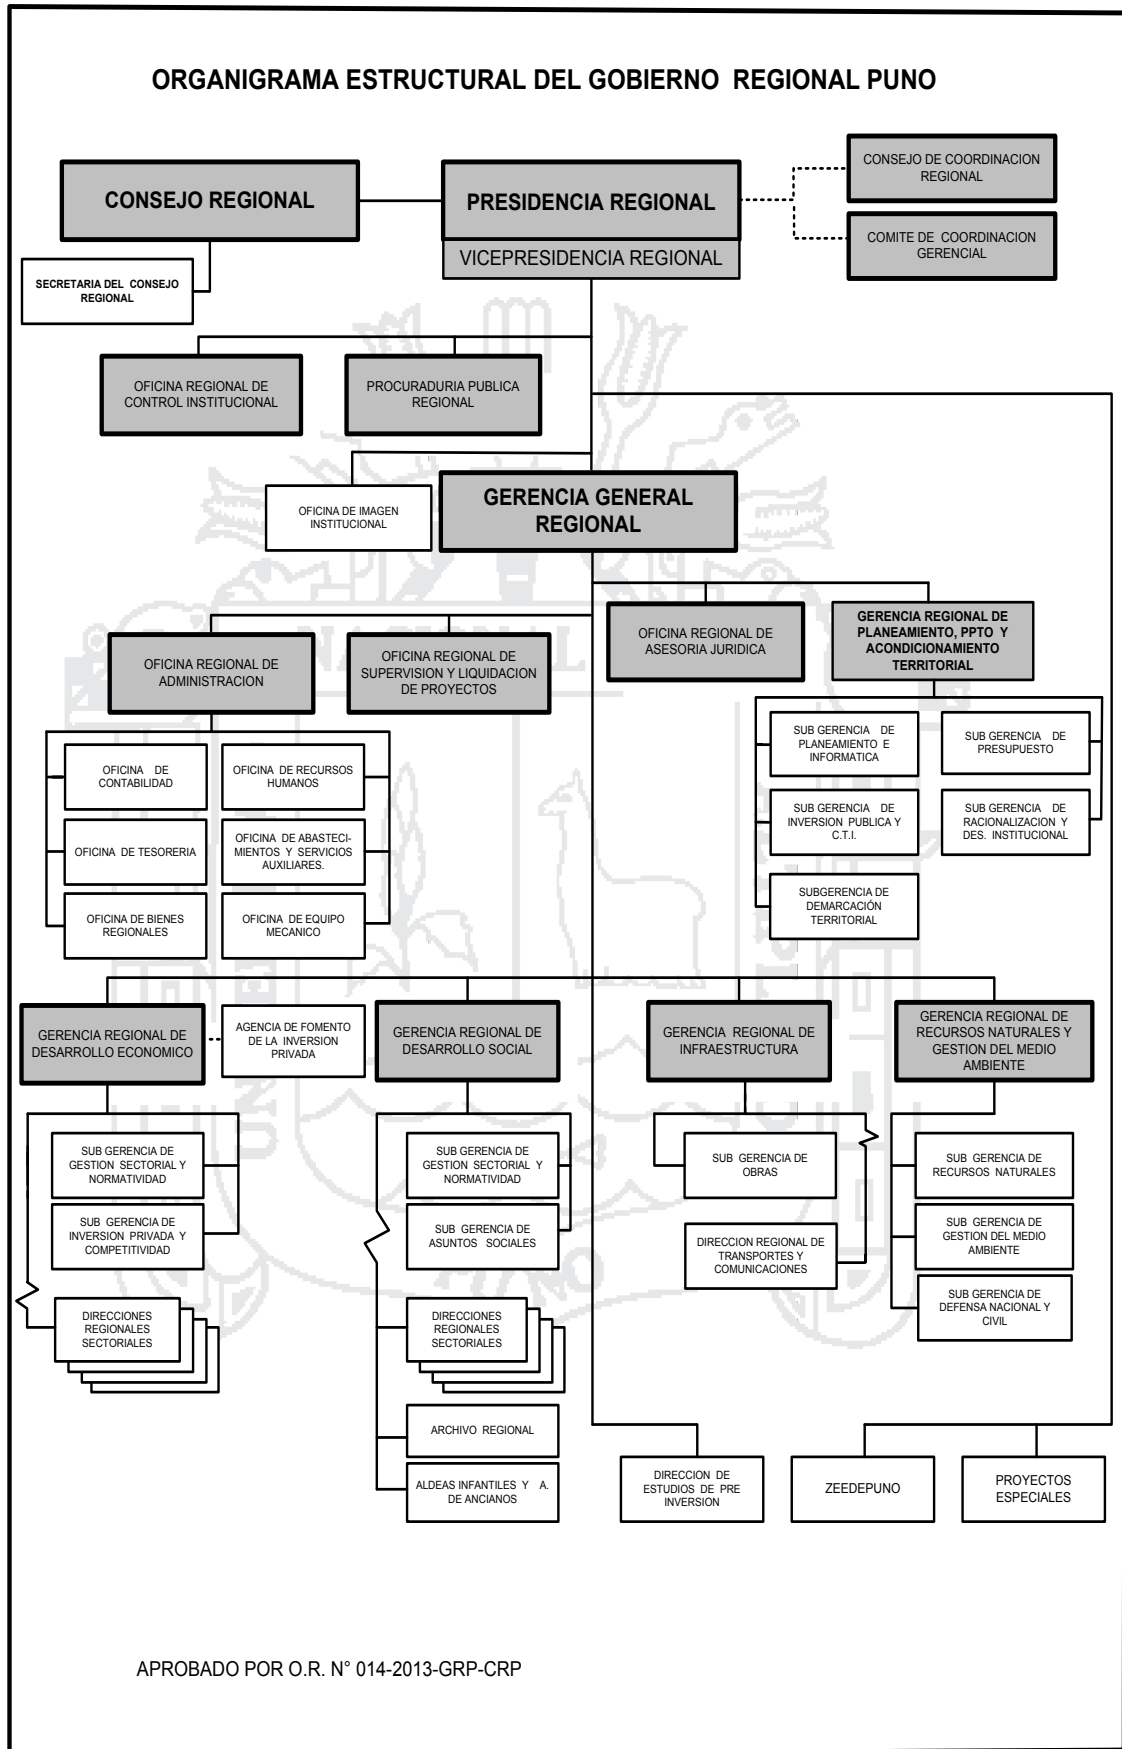 ORGANIGRAMA ESTRUCTURAL DEL GOBIERNO REGIONAL PUNO
CONSEJO REGIONAL
PRESIDENCIA REGIONAL
VICEPRESIDENCIA REGIONAL
CONSEJO DE COORDINACION
REGIONAL
COMITE DE COORDINACION
GERENCIAL
SECRETARIA DEL CONSEJO
REGIONAL
OFICINA REGIONAL DE
CONTROL INSTITUCIONAL
PROCURADURIA PUBLICA
REGIONAL
OFICINA DE IMAGEN
INSTITUCIONAL
GERENCIA GENERAL
REGIONAL
OFICINA REGIONAL DE
ADMINISTRACION
OFICINA REGIONAL DE
SUPERVISION Y LIQUIDACION
DE PROYECTOS
OFICINA REGIONAL DE
ASESORIA JURIDICA
GERENCIA REGIONAL DE
PLANEAMIENTO, PPTO Y
ACONDICIONAMIENTO
TERRITORIAL
OFICINA DE
CONTABILIDAD
OFICINA DE RECURSOS
HUMANOS
OFICINA DE TESORERIA
OFICINA DE ABASTECI-
MIENTOS Y SERVICIOS
AUXILIARES.
OFICINA DE BIENES
REGIONALES
OFICINA DE EQUIPO
MECANICO
SUB GERENCIA DE
PLANEAMIENTO E
INFORMATICA
SUB GERENCIA DE
PRESUPUESTO
SUB GERENCIA DE
INVERSION PUBLICA Y
C.T.I.
SUB GERENCIA DE
RACIONALIZACION Y
DES. INSTITUCIONAL
SUBGERENCIA DE
DEMARCACIÓN
TERRITORIAL
GERENCIA REGIONAL DE
DESARROLLO ECONOMICO
AGENCIA DE FOMENTO
DE LA INVERSION
PRIVADA
GERENCIA REGIONAL DE
DESARROLLO SOCIAL
GERENCIA REGIONAL DE
INFRAESTRUCTURA
GERENCIA REGIONAL DE
RECURSOS NATURALES Y
GESTION DEL MEDIO
AMBIENTE
SUB GERENCIA DE
GESTION SECTORIAL Y
NORMATIVIDAD
SUB GERENCIA DE
INVERSION PRIVADA Y
COMPETITIVIDAD
DIRECCIONES
REGIONALES
SECTORIALES
SUB GERENCIA DE
GESTION SECTORIAL Y
NORMATIVIDAD
SUB GERENCIA DE
ASUNTOS SOCIALES
DIRECCIONES
REGIONALES
SECTORIALES
ARCHIVO REGIONAL
ALDEAS INFANTILES Y A.
DE ANCIANOS
SUB GERENCIA DE
OBRAS
DIRECCION REGIONAL DE
TRANSPORTES Y
COMUNICACIONES
SUB GERENCIA DE
RECURSOS NATURALES
SUB GERENCIA DE
GESTION DEL MEDIO
AMBIENTE
SUB GERENCIA DE
DEFENSA NACIONAL Y
CIVIL
DIRECCION DE
ESTUDIOS DE PRE
INVERSION
ZEEDEPUNO
PROYECTOS
ESPECIALES
APROBADO POR O.R. N° 014-2013-GRP-CRP